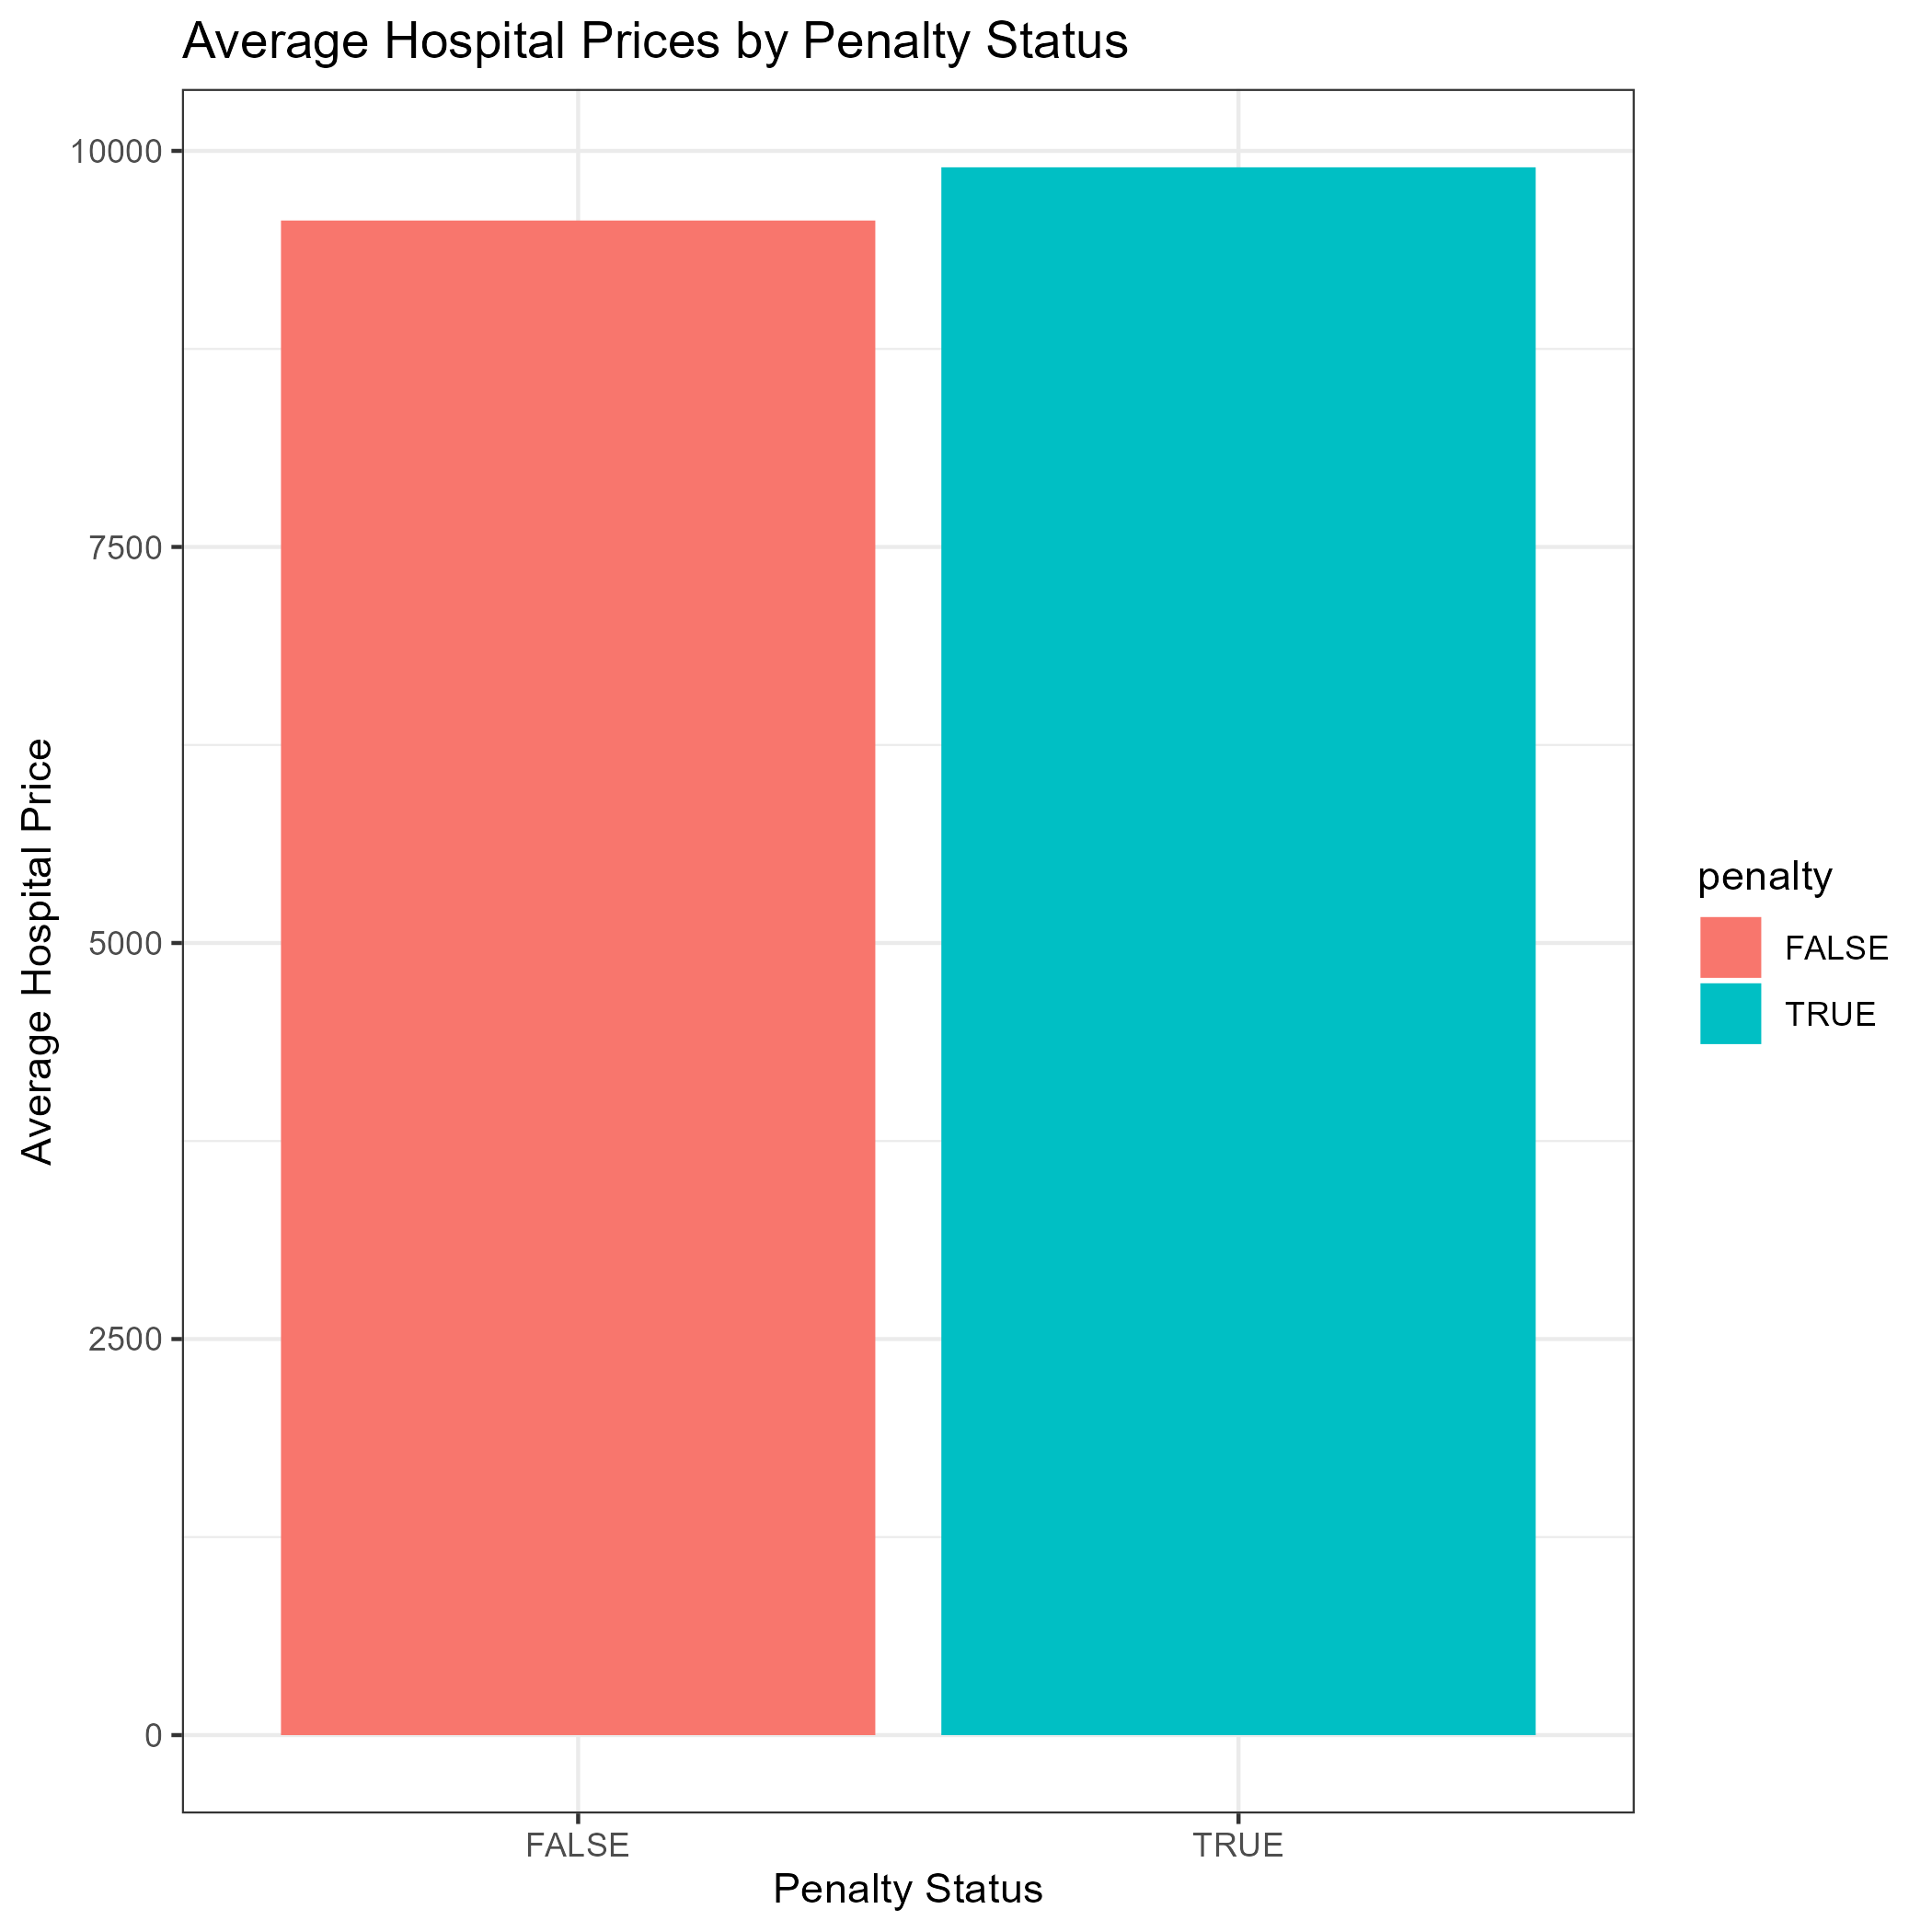 Average Hospital Prices by Penalty Status
10000
7500
5000
2500
0
Average Hospital Price
FALSE
TRUE
Penalty Status
penalty
FALSE
TRUE